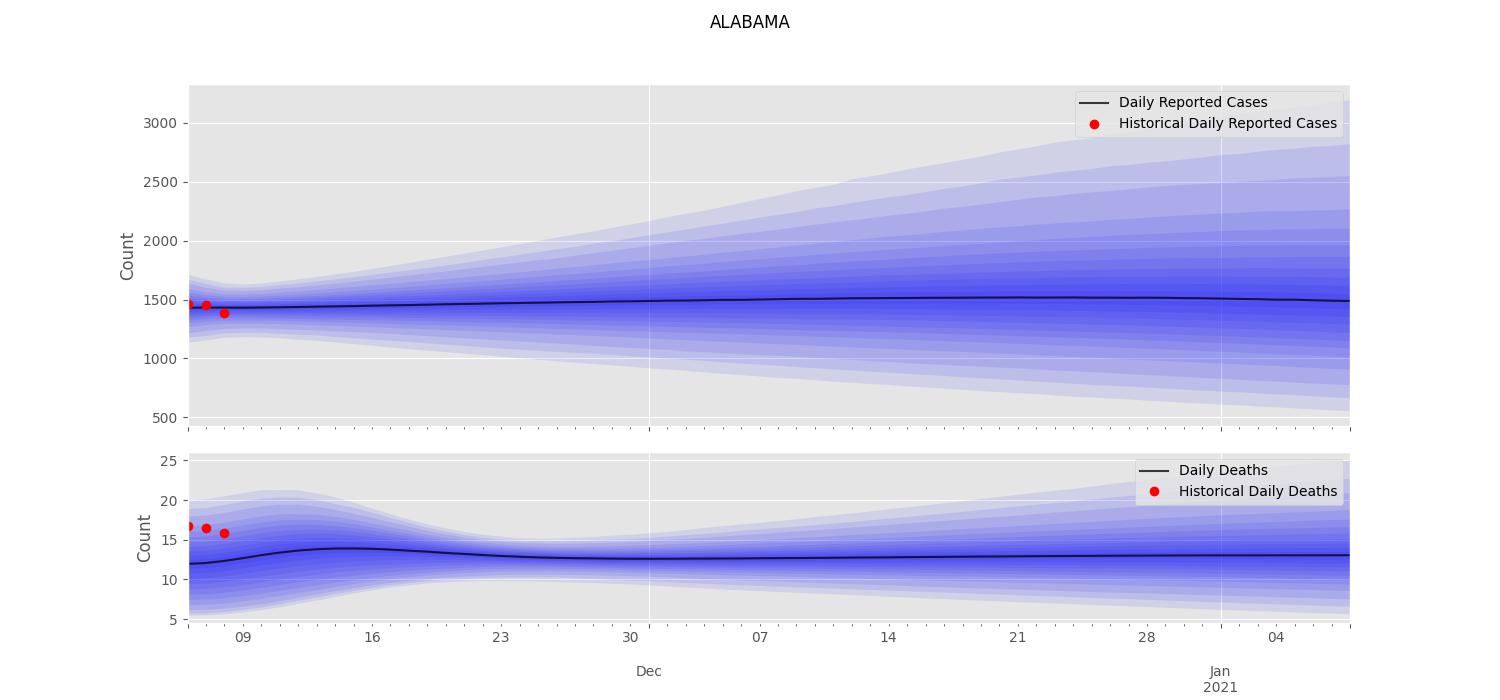 ALABAMA
Daily Reported Cases
Historical Daily Reported Cases
Count
3000
2500
2000
1500
1000
500
Daily Deaths
Historical Daily Deaths
Count
25
20
15
10
5
09 16 23 30 07 14 21 28 04
Dec Jan
2021